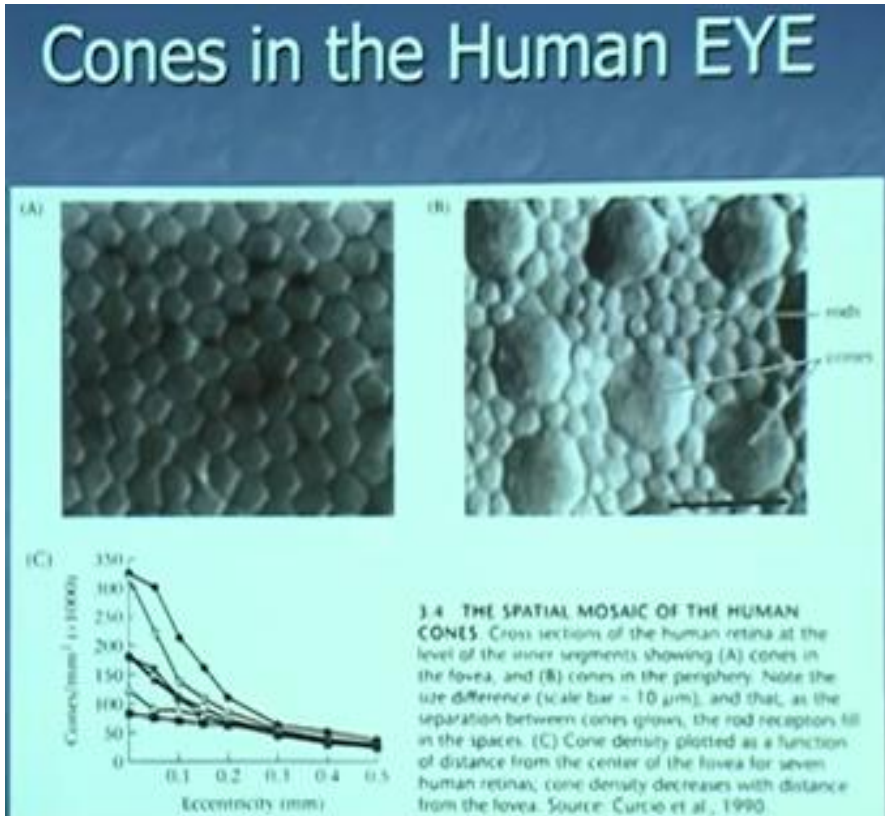 Cones in the Human EYE
(A)
(B)
rods
cones
(C)
350
300
250
200
150
100
50
0
Cones/mm² (×1000)
0.1
0.2
0.3
0.4
0.5
Eccentricity (mm)
3.4 THE SPATIAL MOSAIC OF THE HUMAN
CONES. Cross sections of the human retina at the
level of the inner segments showing (A) cones in
the fovea, and (B) cones in the periphery. Note the
size difference (scale bar = 10 μm), and that, as the
separation between cones grows, the rod receptors fill
in the spaces. (C) Cone density plotted as a function
of distance from the center of the fovea for seven
human retinas; cone density decreases with distance
from the fovea. Source: Curcio et al., 1990.